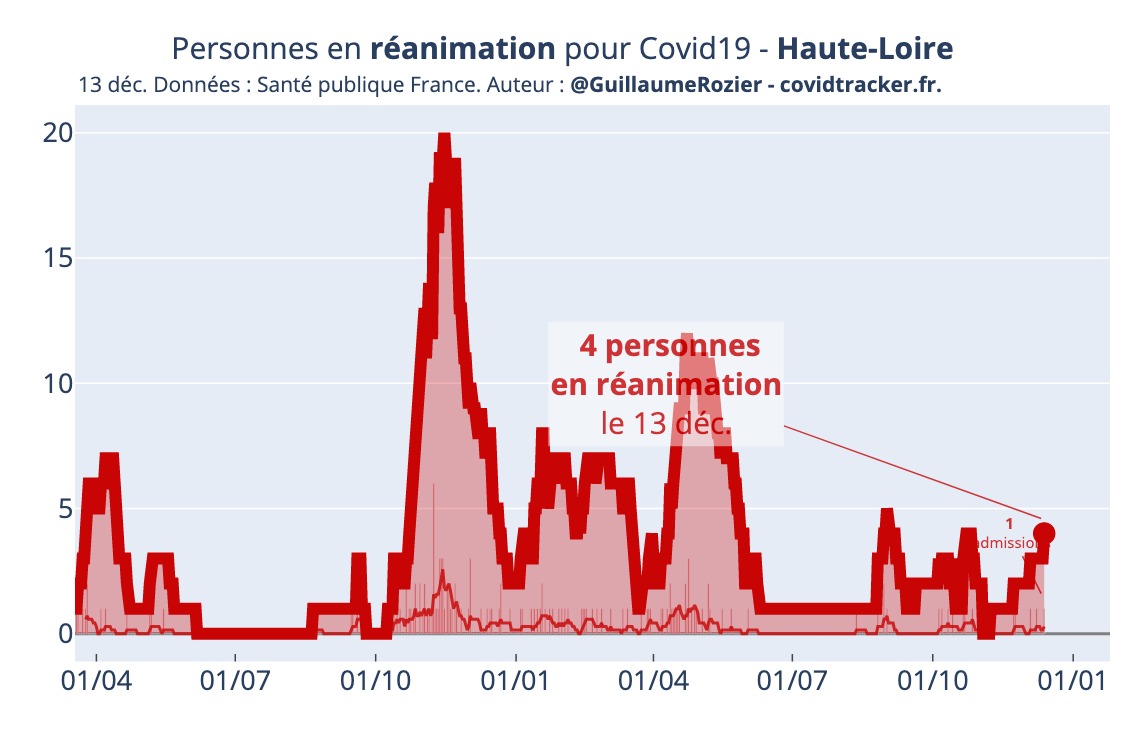 Personnes en réanimation pour Covid19 - Haute-Loire
13 déc. Données : Santé publique France. Auteur : @GuillaumeRozier - covidtracker.fr.
20
15
10
5
0
4 personnes
en réanimation
le 13 déc.
1
admission
01/04
01/07
01/10
01/01
01/04
01/07
01/10
01/01